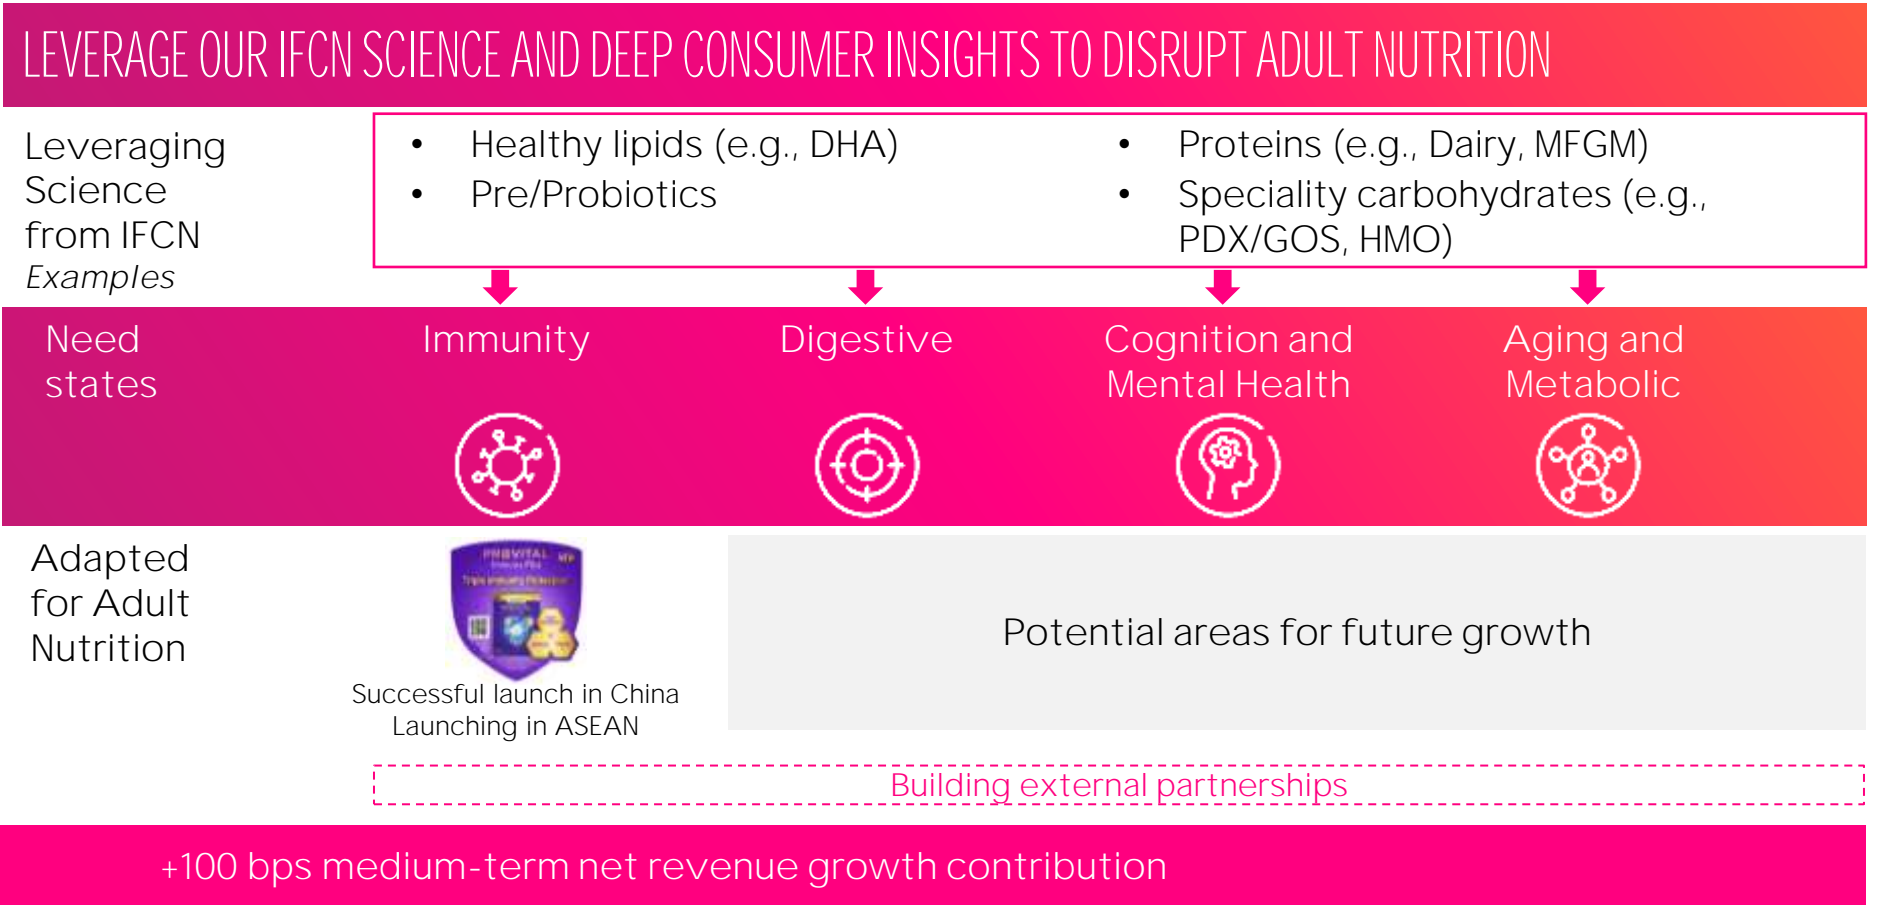 LEVERAGE OUR IFCN SCIENCE AND DEEP CONSUMER INSIGHTS TO DISRUPT ADULT NUTRITION
Leveraging
Science
from IFCN
Examples
• Healthy lipids (e.g., DHA)
• Pre/Probiotics
• Proteins (e.g., Dairy, MFGM)
• Speciality carbohydrates (e.g.,
PDX/GOS, HMO)
Need
states
Immunity
Digestive
Cognition and
Mental Health
Aging and
Metabolic
Adapted
for Adult
Nutrition
PROVITAL
Successful launch in China
Launching in ASEAN
Potential areas for future growth
Building external partnerships
+100 bps medium-term net revenue growth contribution